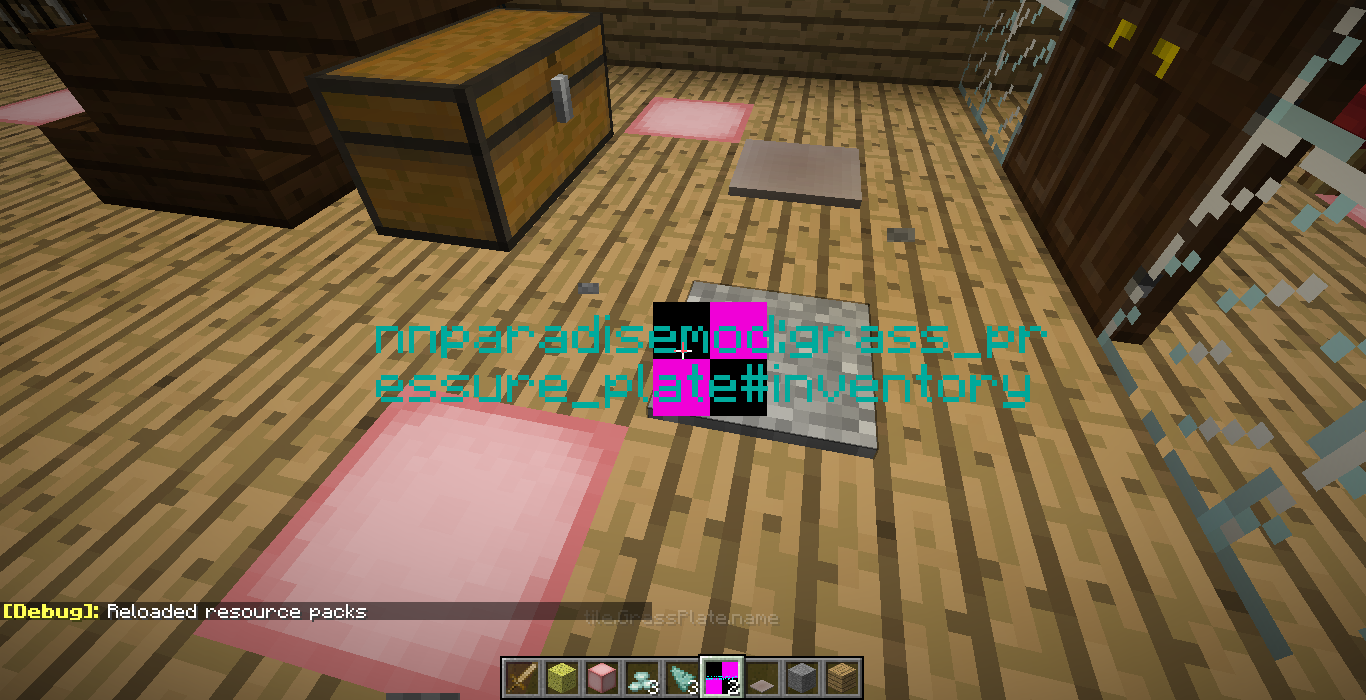 nnparadisemod:grass_pr
essure_plate#inventory
[Debug]: Reloaded resource packs
tile.GrassPlate.name
3
3
2